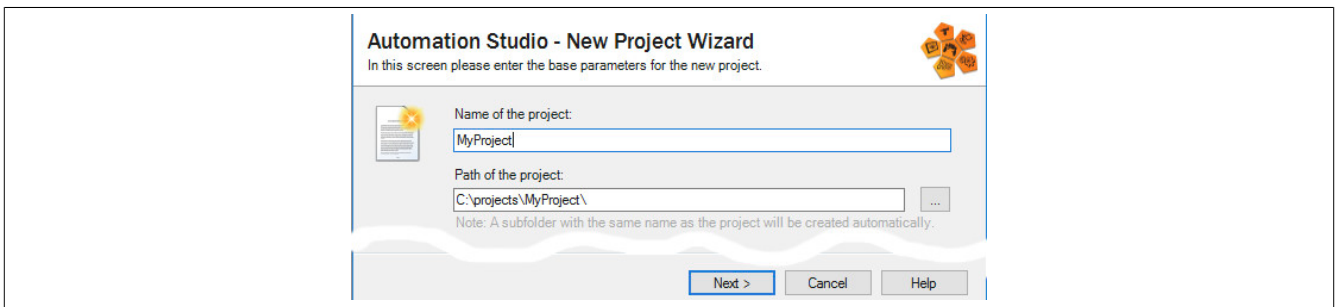 Automation Studio - New Project Wizard
In this screen please enter the base parameters for the new project.
Name of the project:
MyProject
Path of the project:
C:\projects\MyProject\
...
Note: A subfolder with the same name as the project will be created automatically.
Next >
Cancel
Help